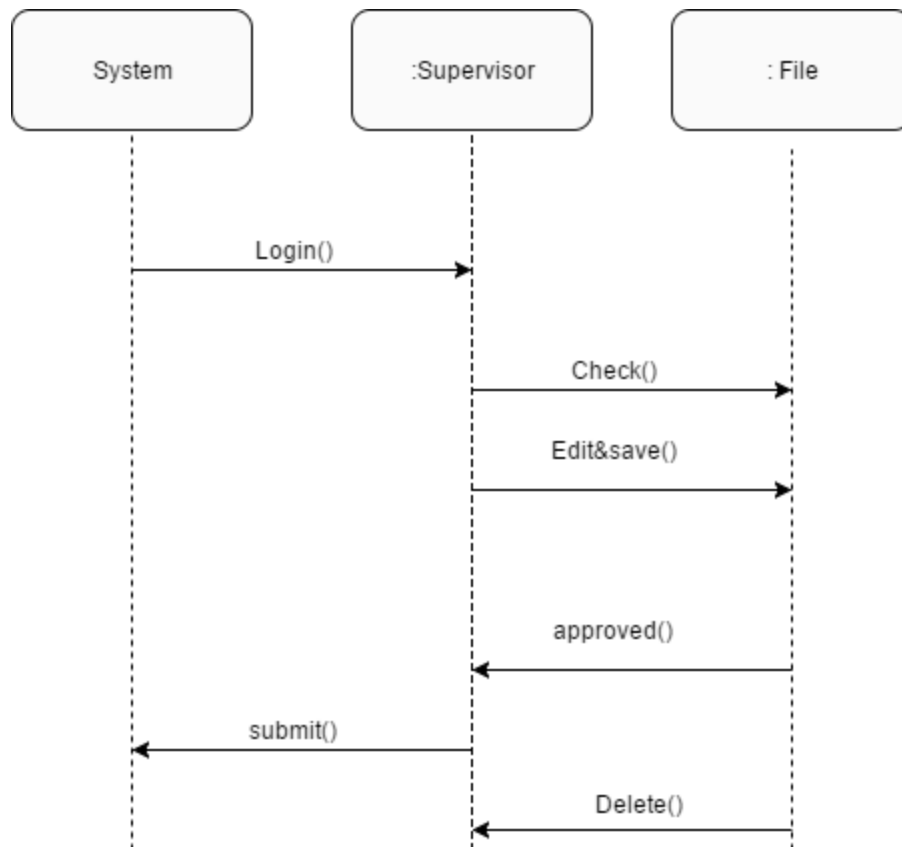 System
:Supervisor
: File
Login()
Check()
Edit&save()
approved()
submit()
Delete()